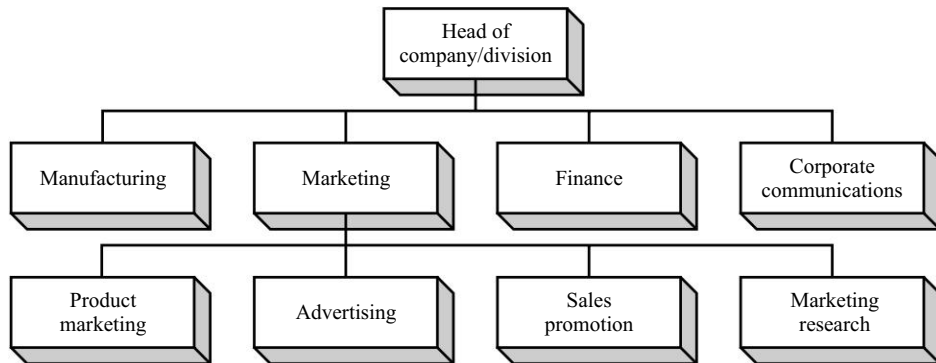 Head of
company/division
Manufacturing
Marketing
Finance
Corporate
communications
Product
marketing
Advertising
Sales
promotion
Marketing
research